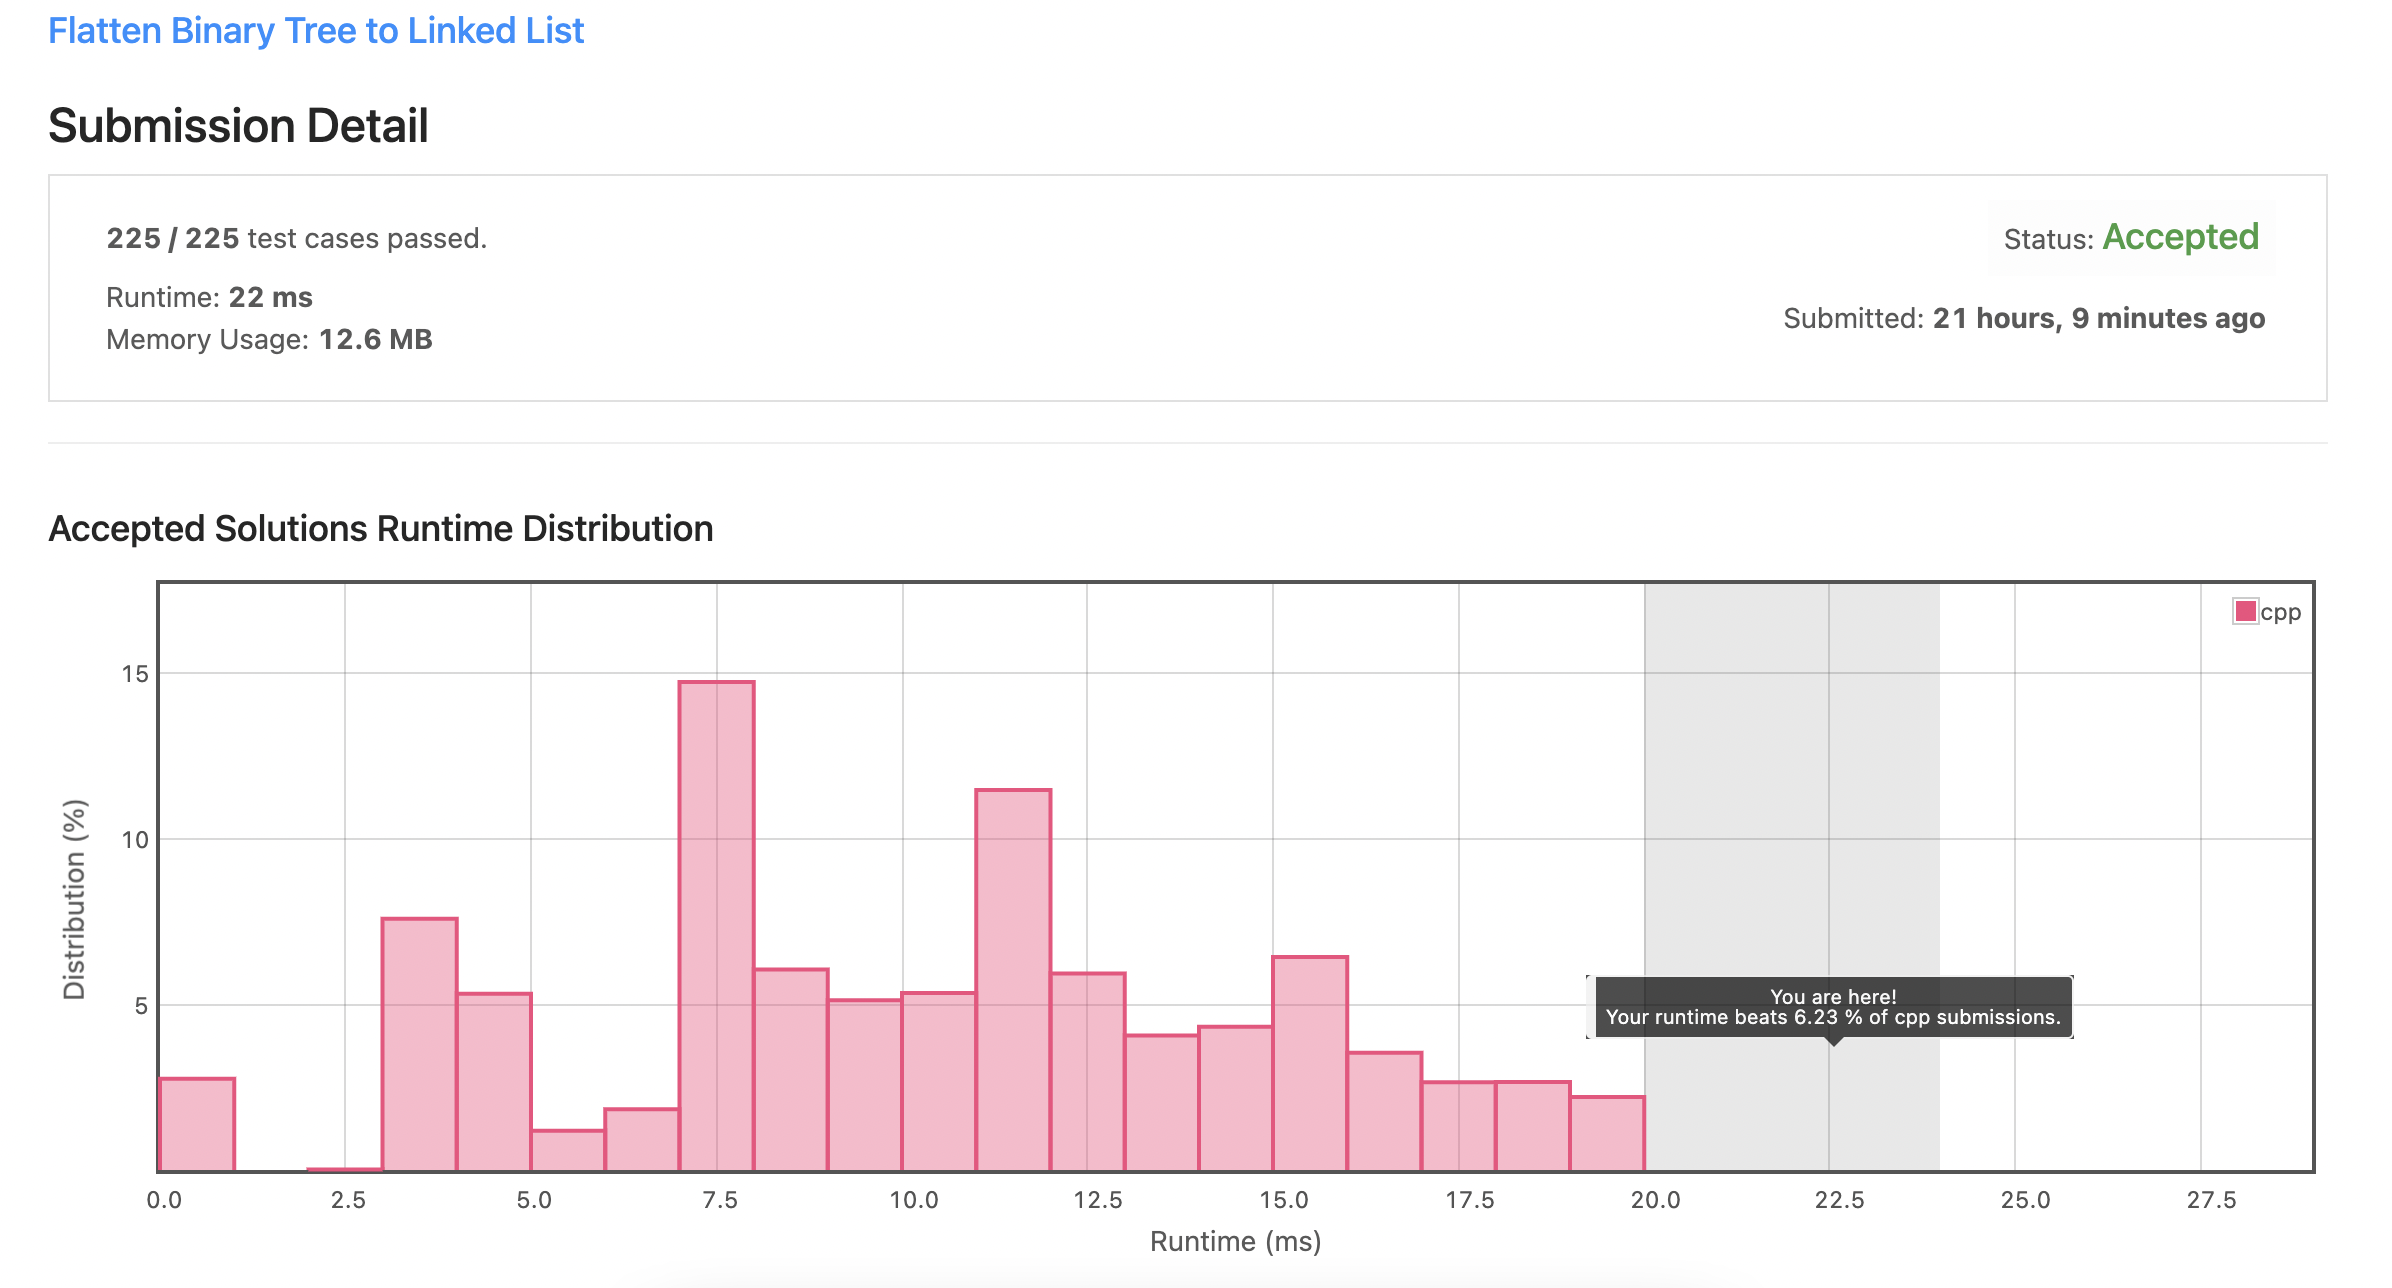 Flatten Binary Tree to Linked List
Submission Detail
225 / 225 test cases passed.
Status: Accepted
Runtime: 22 ms
Submitted: 21 hours, 9 minutes ago
Memory Usage: 12.6 MB
Accepted Solutions Runtime Distribution
cpp
15
10
5
Distribution (%)
You are here!
Your runtime beats 6.23 % of cpp submissions.
0.0 2.5 5.0 7.5 10.0 12.5 15.0 17.5 20.0 22.5 25.0 27.5
Runtime (ms)